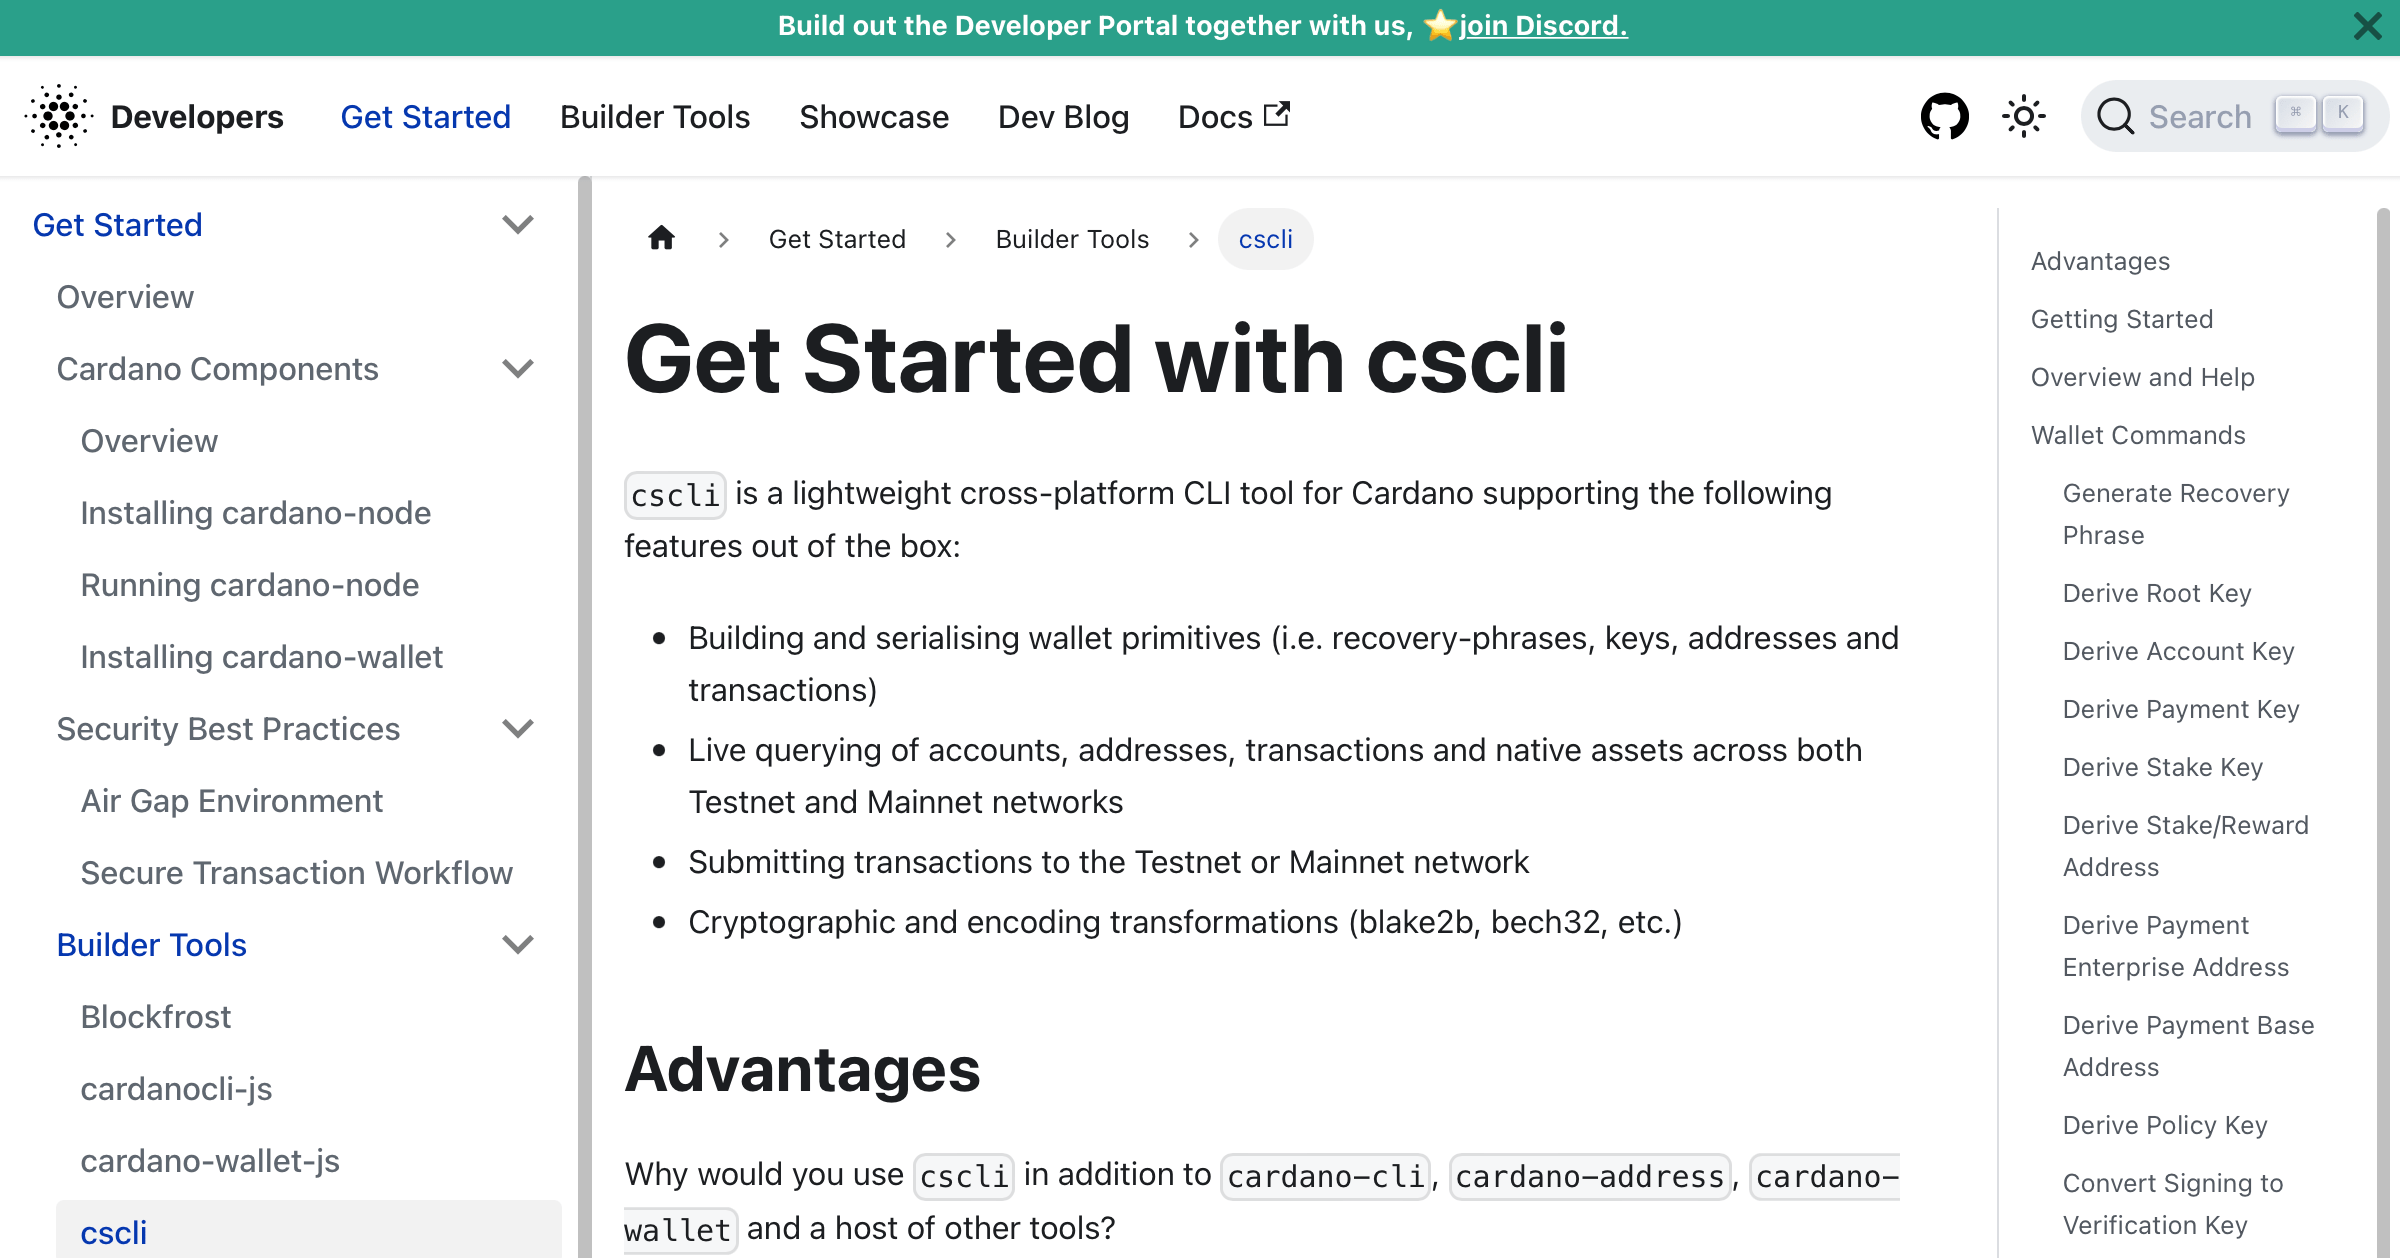 Build out the Developer Portal together with us, ⭐️join Discord.
Developers
Get Started
Builder Tools
Showcase
Dev Blog
Docs
Search
⌘ K
Get Started
Overview
Cardano Components
Overview
Installing cardano-node
Running cardano-node
Installing cardano-wallet
Security Best Practices
Air Gap Environment
Secure Transaction Workflow
Builder Tools
Blockfrost
cardanocli-js
cardano-wallet-js
cscli
Get Started
Builder Tools
cscli
Get Started with cscli
cscli is a lightweight cross-platform CLI tool for Cardano supporting the following
features out of the box:
• Building and serialising wallet primitives (i.e. recovery-phrases, keys, addresses and
transactions)
• Live querying of accounts, addresses, transactions and native assets across both
Testnet and Mainnet networks
• Submitting transactions to the Testnet or Mainnet network
• Cryptographic and encoding transformations (blake2b, bech32, etc.)
Advantages
Why would you use cscli in addition to cardano-cli, cardano-address, cardano-
wallet and a host of other tools?
Advantages
Getting Started
Overview and Help
Wallet Commands
Generate Recovery
Phrase
Derive Root Key
Derive Account Key
Derive Payment Key
Derive Stake Key
Derive Stake/Reward
Address
Derive Payment
Enterprise Address
Derive Payment Base
Address
Derive Policy Key
Convert Signing to
Verification Key